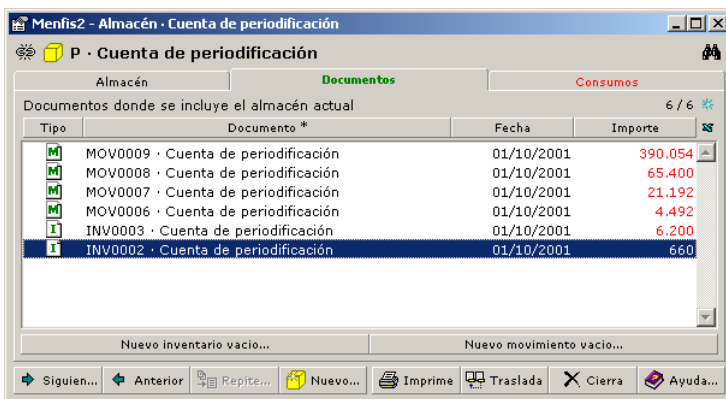 Menfis2 - Almacén · Cuenta de periodificación
P · Cuenta de periodificación
Almacén Documentos Consumos
Documentos donde se incluye el almacén actual 6 / 6
Tipo Documento * Fecha Importe
M MOV0009 · Cuenta de periodificación 01/10/2001 390.054
M MOV0008 · Cuenta de periodificación 01/10/2001 65.400
M MOV0007 · Cuenta de periodificación 01/10/2001 21.192
M MOV0006 · Cuenta de periodificación 01/10/2001 4.492
I INV0003 · Cuenta de periodificación 01/10/2001 6.200
I INV0002 · Cuenta de periodificación 01/10/2001 660
Nuevo inventario vacio... Nuevo movimiento vacio...
Siguien... Anterior Repite... Nuevo... Imprime Traslada Cierra Ayuda...